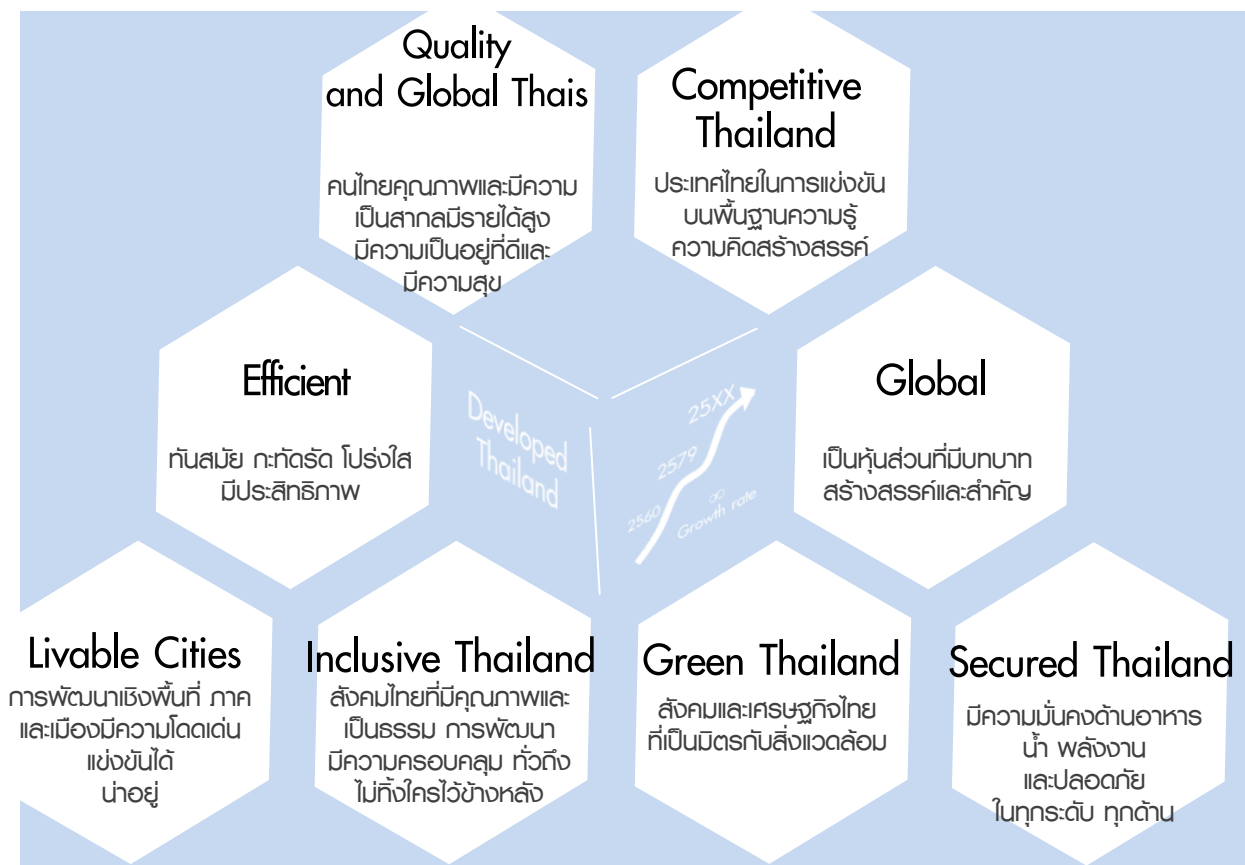 Quality
and Global Thais
คนไทยคุณภาพและมีความ
เป็นสากลมีรายได้สูง
มีความเป็นอยู่ที่ดีและ
มีความสุข
Competitive
Thailand
ประเทศไทยในการแข่งขัน
บนพื้นฐานความรู้
ความคิดสร้างสรรค์
Efficient
ทันสมัย กะทัดรัด โปร่งใส
มีประสิทธิภาพ
Developed
Thailand
25XX
2579
2560
∞
Growth rate
Global
เป็นหุ้นส่วนที่มีบทบาท
สร้างสรรค์และสำคัญ
Livable Cities
การพัฒนาเชิงพื้นที่ ภาค
และเมืองมีความโดดเด่น
แข่งขันได้
น่าอยู่
Inclusive Thailand
สังคมไทยที่มีคุณภาพและ
เป็นธรรม การพัฒนา
มีความครอบคลุม ทั่วถึง
ไม่ทิ้งใครไว้ข้างหลัง
Green Thailand
สังคมและเศรษฐกิจไทย
ที่เป็นมิตรกับสิ่งแวดล้อม
Secured Thailand
มีความมั่นคงด้านอาหาร
น้ำ พลังงาน
และปลอดภัย
ในทุกระดับ ทุกด้าน